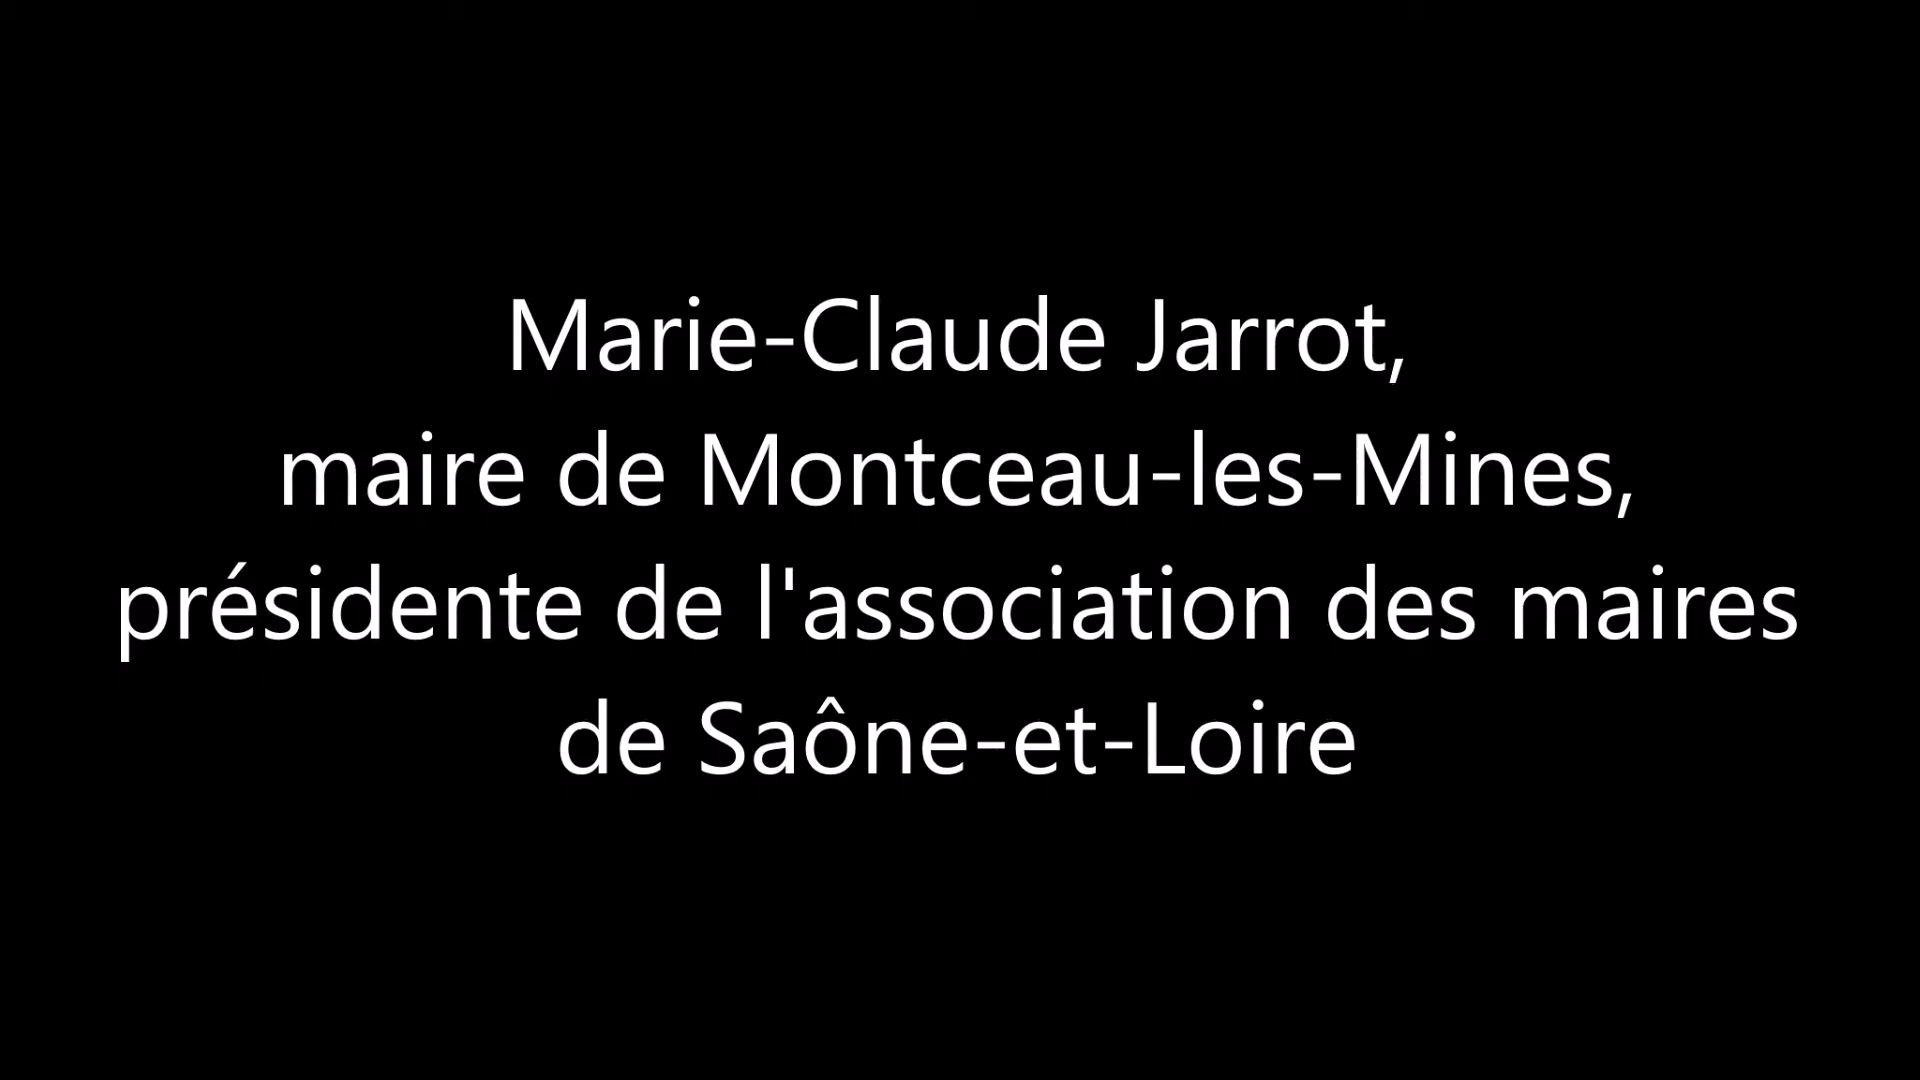 Marie-Claude Jarrot,
maire de Montceau-les-Mines,
présidente de l'association des maires
de Saône-et-Loire